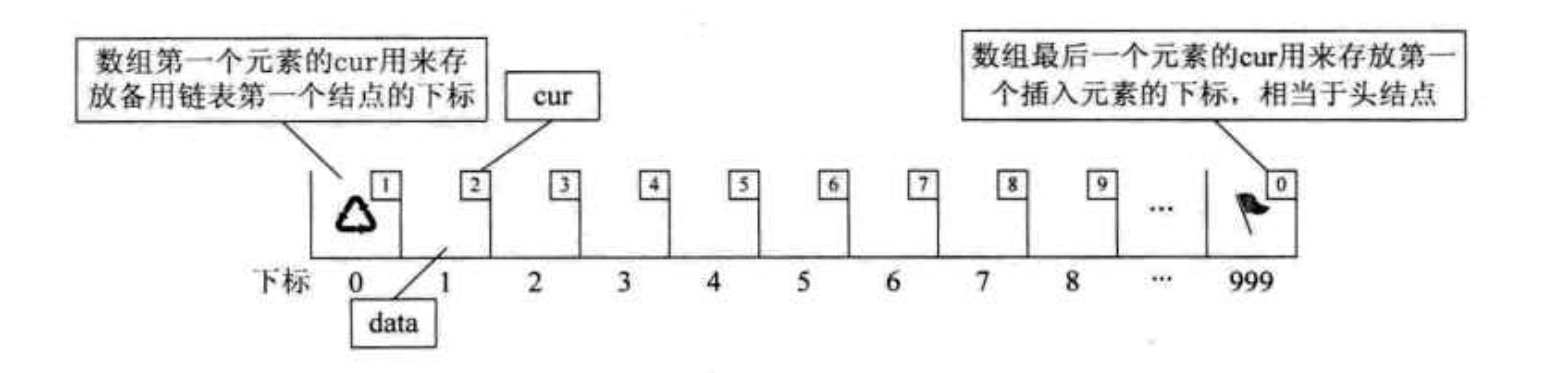 数组第一个元素的cur用来存
放备用链表第一个结点的下标
cur
数组最后一个元素的cur用来存放第一
个插入元素的下标，相当于头结点
1 2 3 4 5 6 7 8 9 ... 0
下标 0 1 2 3 4 5 6 7 8 ... 999
data